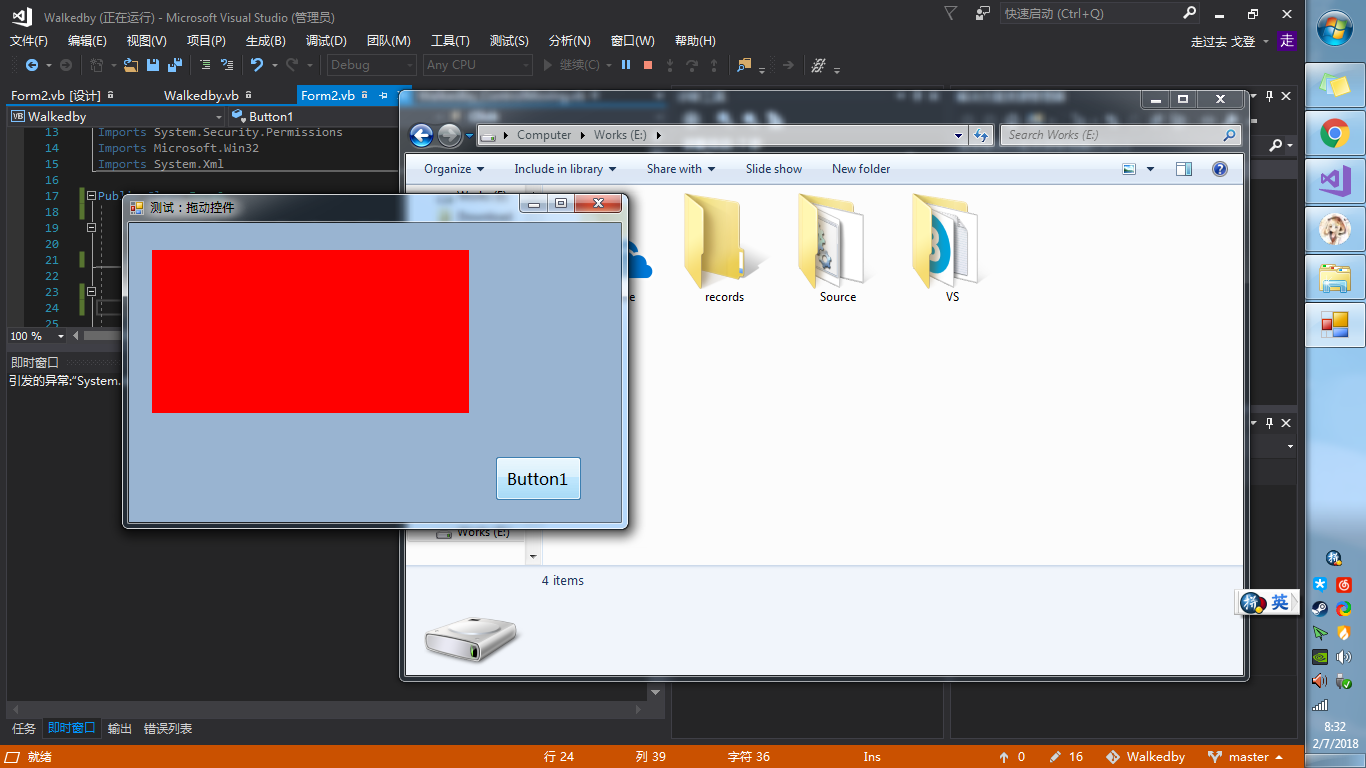 Walkedby (正在运行) - Microsoft Visual Studio (管理员)
快速启动 (Ctrl+Q)
文件(F) 编辑(E) 视图(V) 项目(P) 生成(B) 调试(D) 团队(M) 工具(T) 测试(S) 分析(N) 窗口(W) 帮助(H)
走过去 戈登
走
Debug
Any CPU
继续(C)
Form2.vb [设计]
Walkedby.vb
Form2.vb
Walkedby
Button1
13 Imports System.Security.Permissions
14 Imports Microsoft.Win32
15 Imports System.Xml
16
17
18
19
20
21
22
23
24
25
100 %
即时窗口
引发的异常:“System.
Computer
Works (E:)
Search Works (E:)
Organize
Include in library
Share with
Slide show
New folder
测试：拖动控件
Button1
records
Source
VS
Works (E:)
4 items
拼 英
任务 即时窗口 输出 错误列表
就绪
行 24
列 39
字符 36
Ins
0
16
Walkedby
master
8:32
2/7/2018